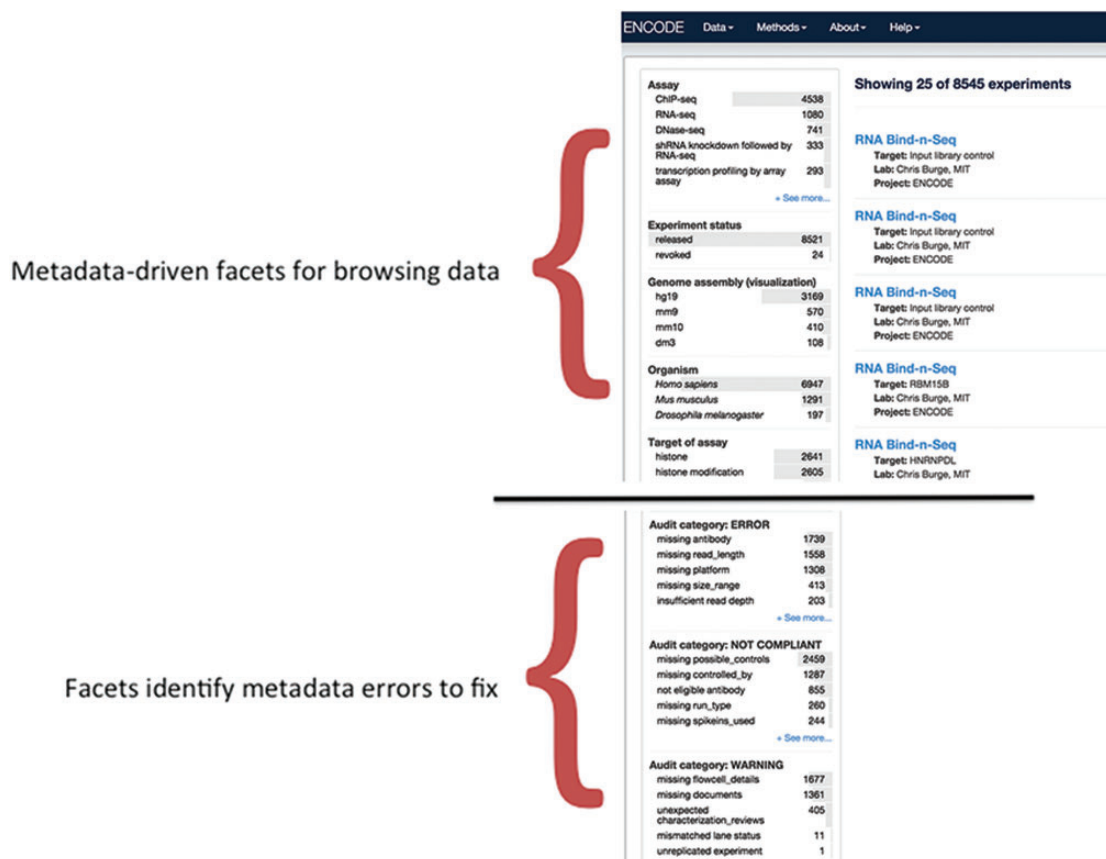 ENCODE Data Methods About Help
Assay
ChIP-seq 4538
RNA-seq 1080
DNase-seq 741
shRNA knockdown followed by 333
RNA-seq
transcription profiling by array 293
assay
+ See more...
Experiment status
released 8521
revoked 24
Genome assembly (visualization)
hg19 3169
mm9 570
mm10 410
dm3 108
Organism
Homo sapiens 6947
Mus musculus 1291
Drosophila melanogaster 197
Target of assay
histone 2641
histone modification 2605
Showing 25 of 8545 experiments
RNA Bind-n-Seq
Target: Input library control
Lab: Chris Burge, MIT
Project: ENCODE
RNA Bind-n-Seq
Target: Input library control
Lab: Chris Burge, MIT
Project: ENCODE
RNA Bind-n-Seq
Target: Input library control
Lab: Chris Burge, MIT
Project: ENCODE
RNA Bind-n-Seq
Target: RBM15B
Lab: Chris Burge, MIT
Project: ENCODE
RNA Bind-n-Seq
Target: HNRNPDL
Lab: Chris Burge, MIT
Metadata-driven facets for browsing data
Audit category: ERROR
missing antibody 1739
missing read_length 1558
missing platform 1308
missing size_range 413
insufficient read depth 203
+ See more...
Audit category: NOT COMPLIANT
missing possible_controls 2459
missing controlled_by 1287
not eligible antibody 855
missing run_type 260
missing spikeins_used 244
+ See more...
Audit category: WARNING
missing flowcell_details 1677
missing documents 1361
unexpected 405
characterization_reviews
mismatched lane status 11
unreplicated experiment 1
Facets identify metadata errors to fix